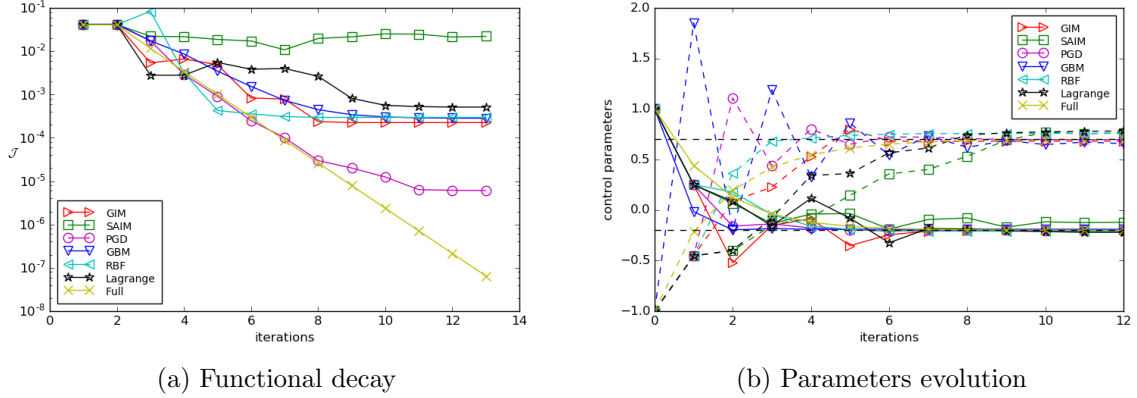 10^-1
10^-2
10^-3
10^-4
10^-5
10^-6
10^-7
10^-8
𝒥
GIM
SAIM
PGD
GBM
RBF
Lagrange
Full
0 2 4 6 8 10 12 14
iterations
(a) Functional decay
2.0
1.5
1.0
0.5
0.0
−0.5
−1.0
control parameters
GIM
SAIM
PGD
GBM
RBF
Lagrange
Full
0 2 4 6 8 10 12
iterations
(b) Parameters evolution